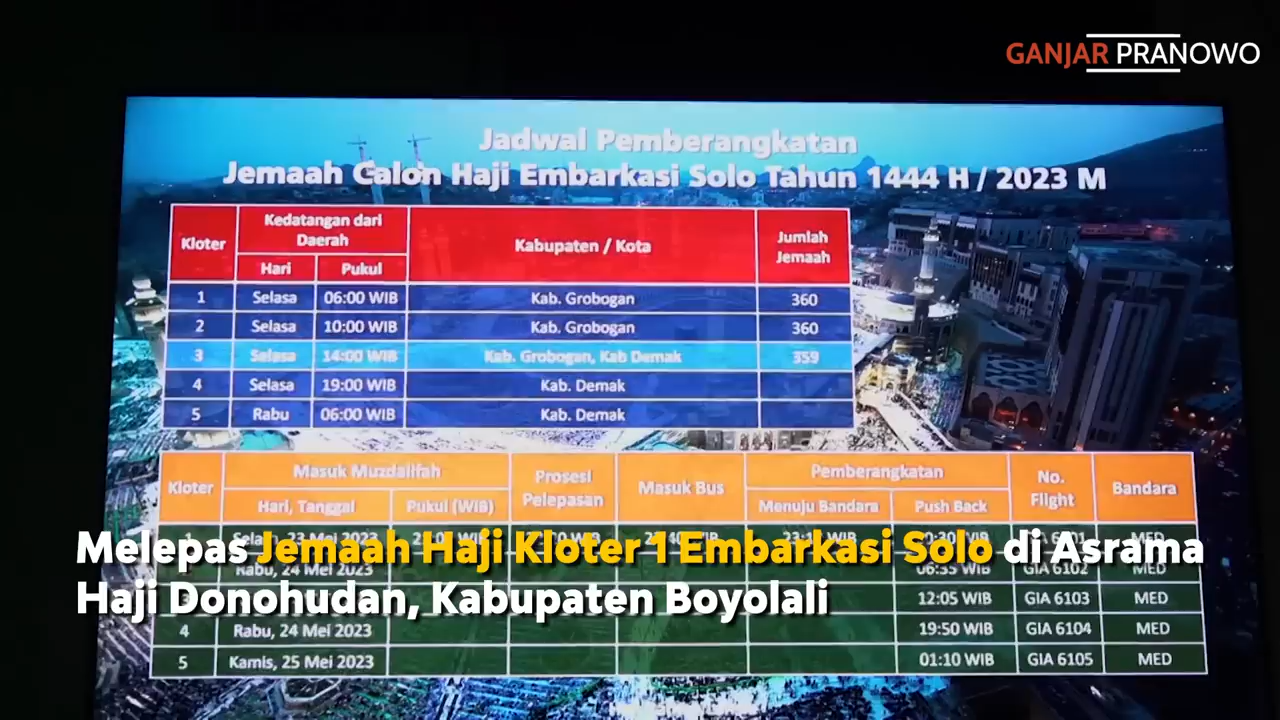 GANJAR PRANOWO
Jadwal Pemberangkatan
Jemaah Calon Haji Embarkasi Solo Tahun 1444 H / 2023 M
Kloter Kedatangan dari Daerah Kabupaten / Kota Jumlah Jemaah
Hari Pukul
1 Selasa 06:00 WIB Kab. Grobogan 360
2 Selasa 10:00 WIB Kab. Grobogan 360
3 Selasa 14:00 WIB Kab. Grobogan, Kab Demak 359
4 Selasa 19:00 WIB Kab. Demak
5 Rabu 06:00 WIB Kab. Demak
Kloter Masuk Muzdalifah Prosesi Pelepasan Masuk Bus Pemberangkatan No. Flight Bandara
Hari, Tanggal Pukul (WIB) Menuju Bandara Push Back
Melepas Jemaah Haji Kloter 1 Embarkasi Solo di Asrama
Rabu, 24 Mei 2023 06:35 WIB GIA 6102 MED
Haji Donohudan, Kabupaten Boyolali
12:05 WIB GIA 6103 MED
4 Rabu, 24 Mei 2023 19:50 WIB GIA 6104 MED
5 Kamis, 25 Mei 2023 01:10 WIB GIA 6105 MED